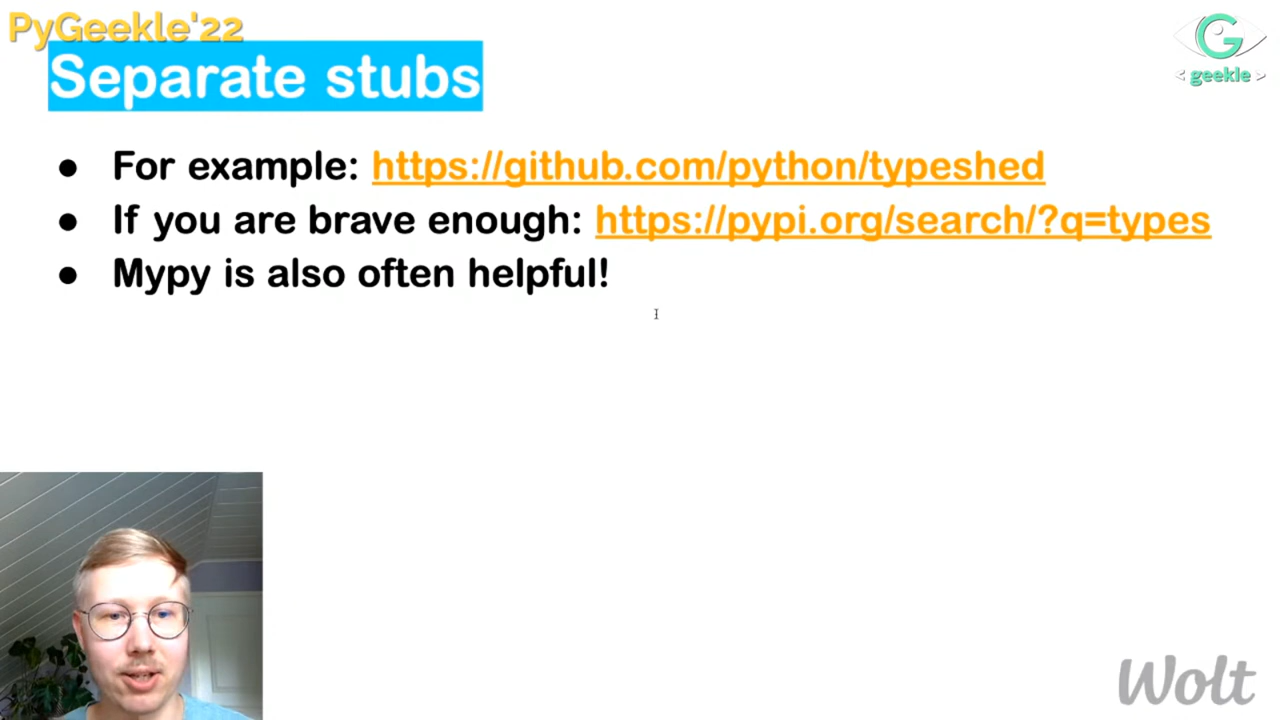 PyGeekle'22
Separate stubs
G
< geekle >
● For example: https://github.com/python/typeshed
● If you are brave enough: https://pypi.org/search/?q=types
● Mypy is also often helpful!
Wolt